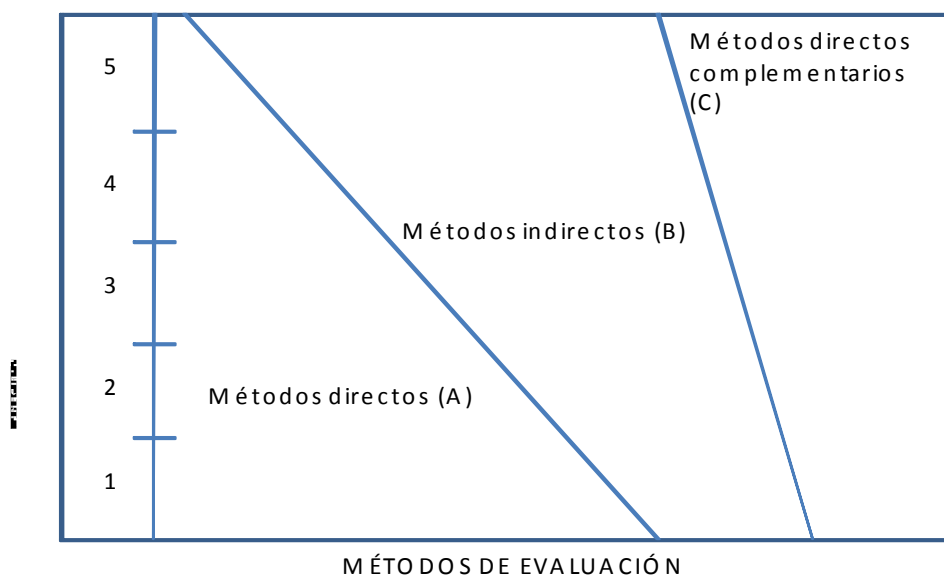 Métodos directos
complementarios
(C)
5
4
Métodos indirectos (B)
3
2
Métodos directos (A)
1
MÉTODOS DE EVALUACIÓN